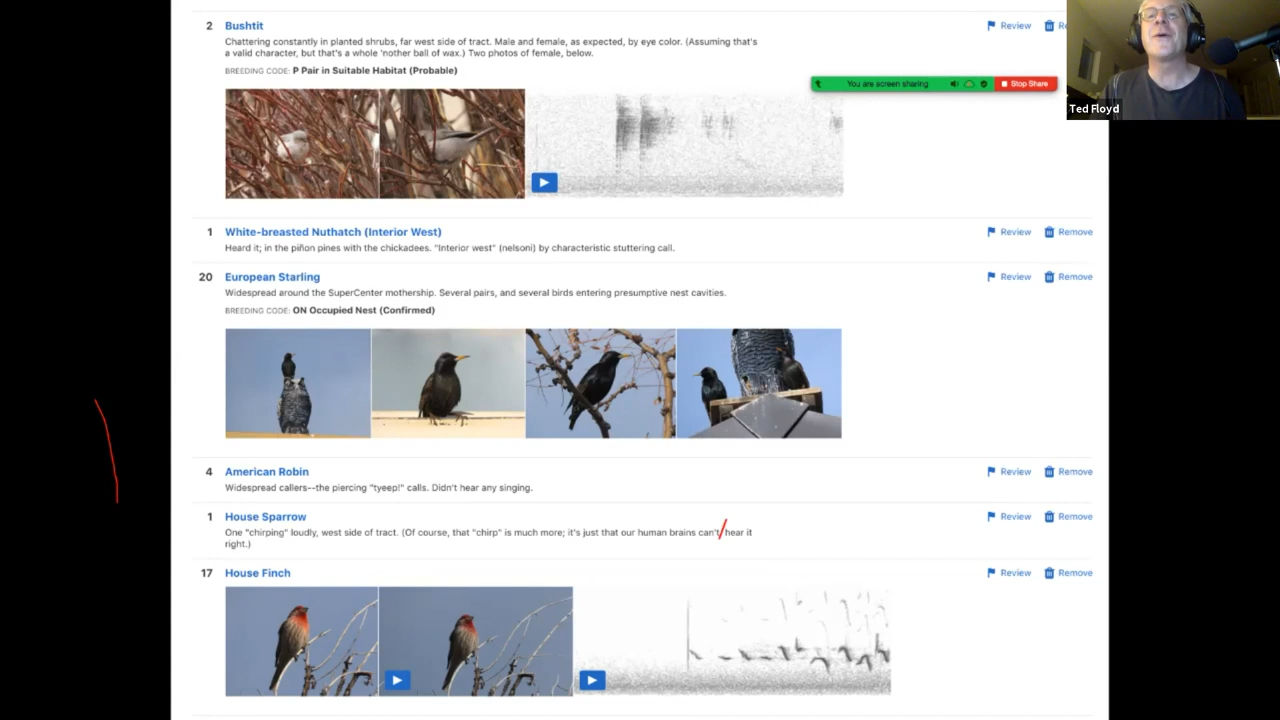 2 Bushtit Review
Chattering constantly in planted shrubs, far west side of tract. Male and female, as expected, by eye color. (Assuming that's
a valid character, but that's a whole 'nother ball of wax.) Two photos of female, below.
BREEDING CODE: P Pair in Suitable Habitat (Probable)
You are screen sharing Stop Share
Ted Floyd
1 White-breasted Nuthatch (Interior West) Review Remove
Heard it; in the piñon pines with the chickadees. "Interior west" (nelsoni) by characteristic stuttering call.
20 European Starling Review Remove
Widespread around the SuperCenter mothership. Several pairs, and several birds entering presumptive nest cavities.
BREEDING CODE: ON Occupied Nest (Confirmed)
4 American Robin Review Remove
Widespread callers--the piercing "tyeep!" calls. Didn't hear any singing.
1 House Sparrow Review Remove
One "chirping" loudly, west side of tract. (Of course, that "chirp" is much more; it's just that our human brains can't hear it
right.)
17 House Finch Review Remove